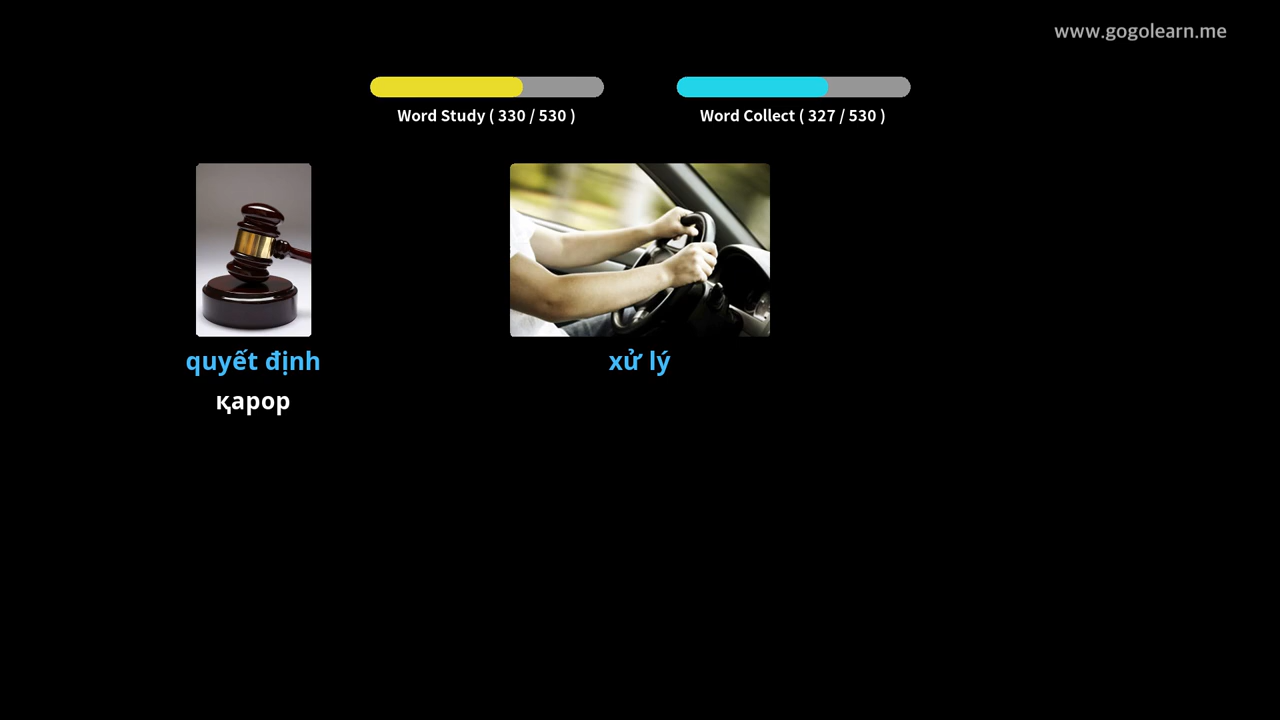 www.gogolearn.me
Word Study ( 330 / 530 )
Word Collect ( 327 / 530 )
quyết định
xử lý
қарор